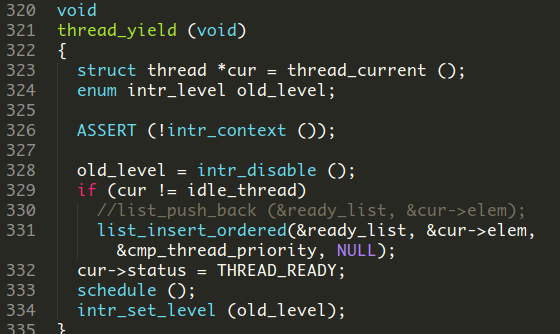 320 void
321 thread_yield (void)
322 {
323 struct thread *cur = thread_current ();
324 enum intr_level old_level;
325
326 ASSERT (!intr_context ());
327
328 old_level = intr_disable ();
329 if (cur != idle_thread)
330 //list_push_back (&ready_list, &cur->elem);
331 list_insert_ordered(&ready_list, &cur->elem,
&cmp_thread_priority, NULL);
332 cur->status = THREAD_READY;
333 schedule ();
334 intr_set_level (old_level);
335 }